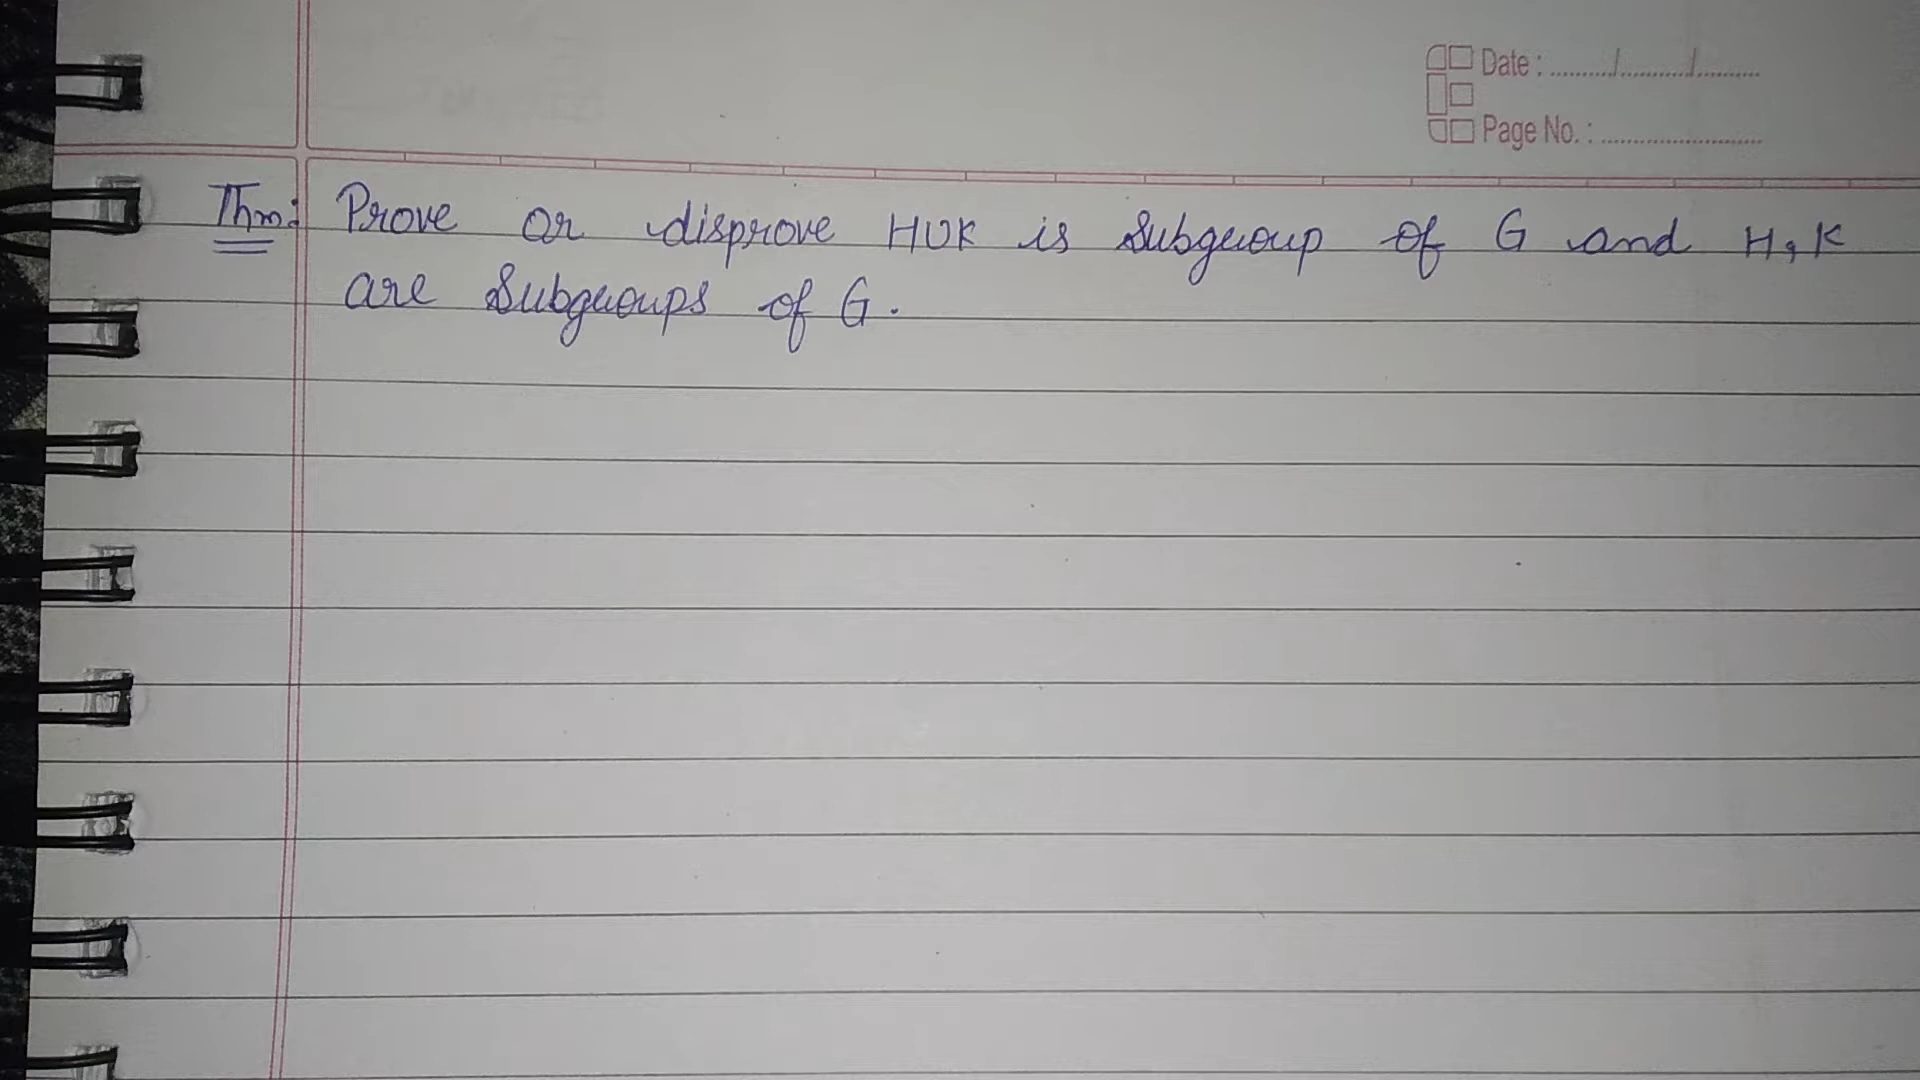 Date : ........../............/..........
Page No. : ..........................
Thm: Prove or disprove HUK is Subgroup of G and H, K
are Subgroups of G.